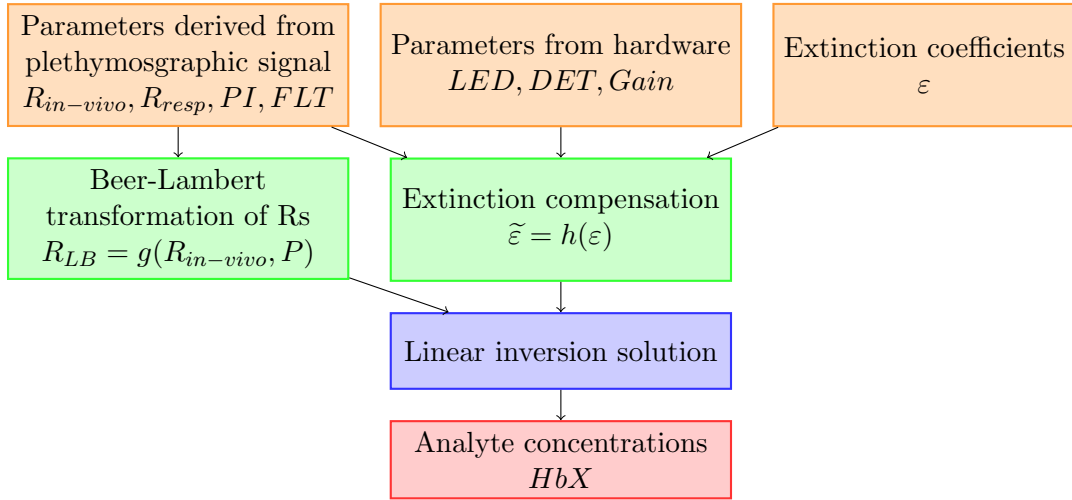 Parameters derived from
plethymosgraphic signal
R_{in-vivo}, R_{resp}, PI, FLT
Parameters from hardware
LED, DET, Gain
Extinction coefficients
ε
Beer-Lambert
transformation of Rs
R_{LB} = g(R_{in-vivo}, P)
Extinction compensation
ε̃ = h(ε)
Linear inversion solution
Analyte concentrations
HbX